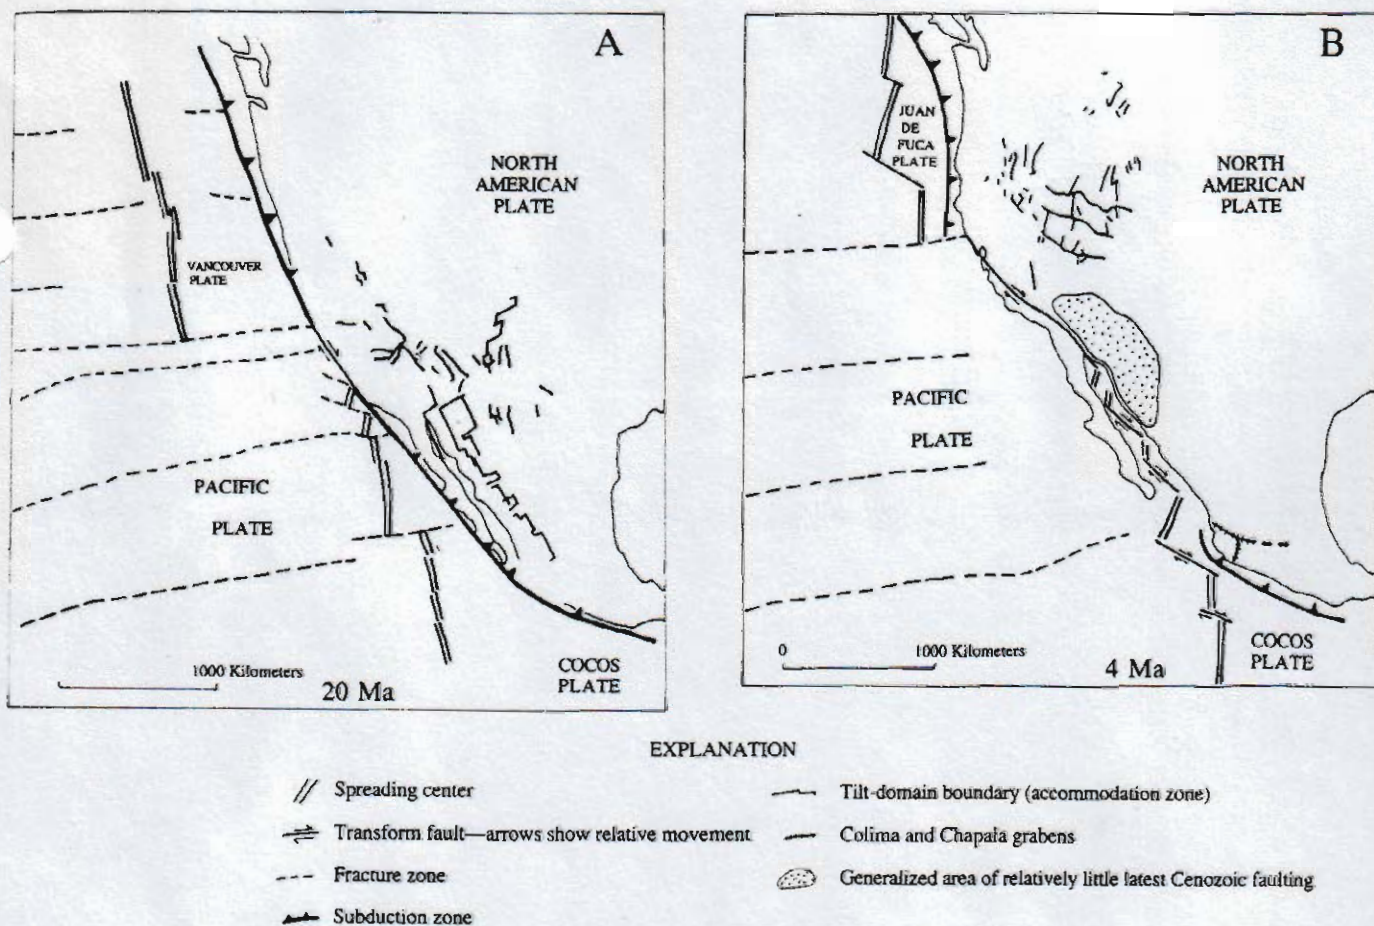 A
NORTH
AMERICAN
PLATE
VANCOUVER
PLATE
PACIFIC
PLATE
1000 Kilometers
20 Ma
COCOS
PLATE
B
JUAN
DE
FUCA
PLATE
NORTH
AMERICAN
PLATE
PACIFIC
PLATE
0
1000 Kilometers
4 Ma
COCOS
PLATE
EXPLANATION
Spreading center
Transform fault—arrows show relative movement
Fracture zone
Subduction zone
Tilt-domain boundary (accommodation zone)
Colima and Chapala grabens
Generalized area of relatively little latest Cenozoic faulting